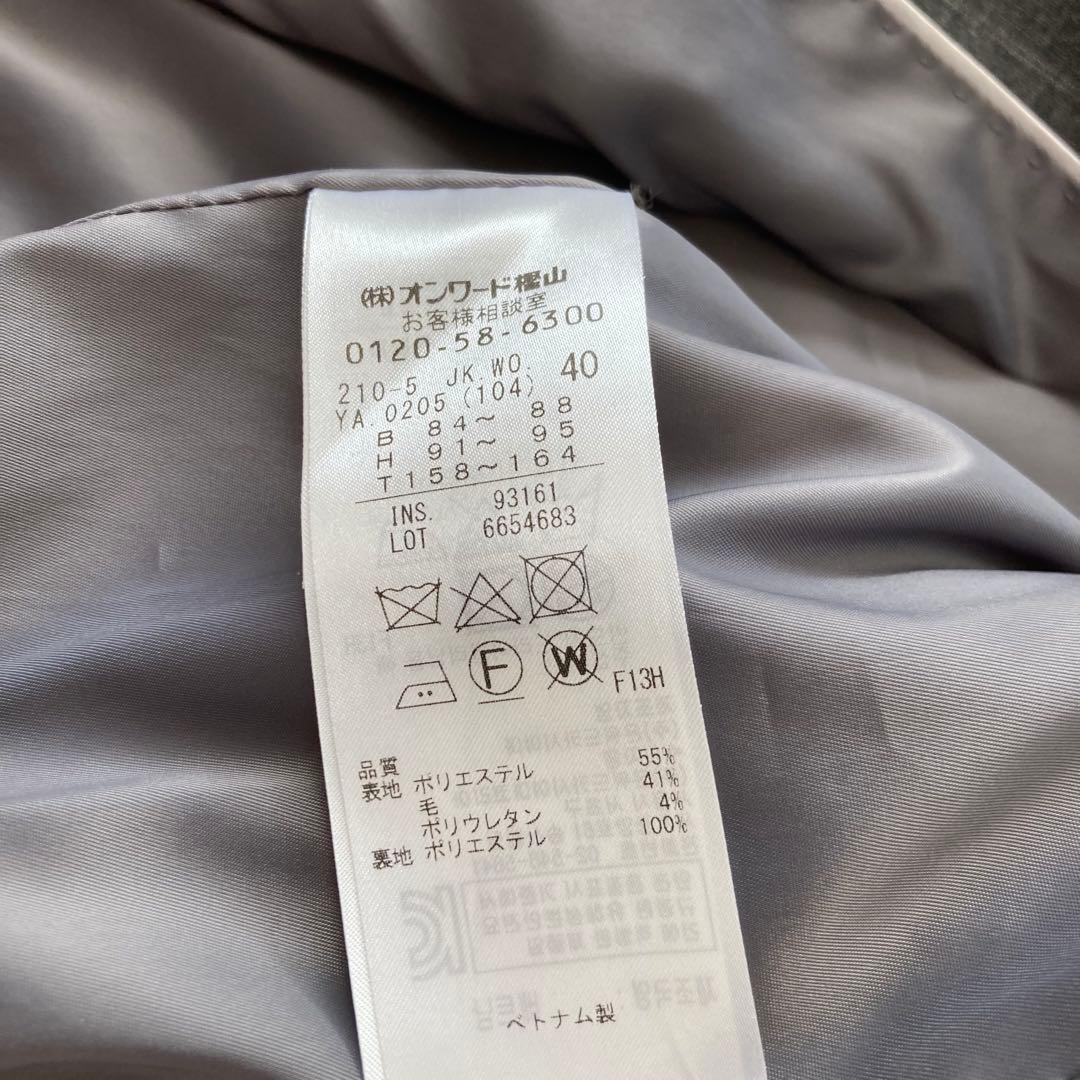 (株)オンワード樫山
お客様相談室
0120-58-6300
210-5 JK.WO. 40
YA.0205 (104)
B 84～ 88
H 91～ 95
T158～164
INS. 93161
LOT 6654683
F
W
F13H
品質
表地 ポリエステル 55%
毛 41%
ポリウレタン 4%
裏地 ポリエステル 100%
ベトナム製